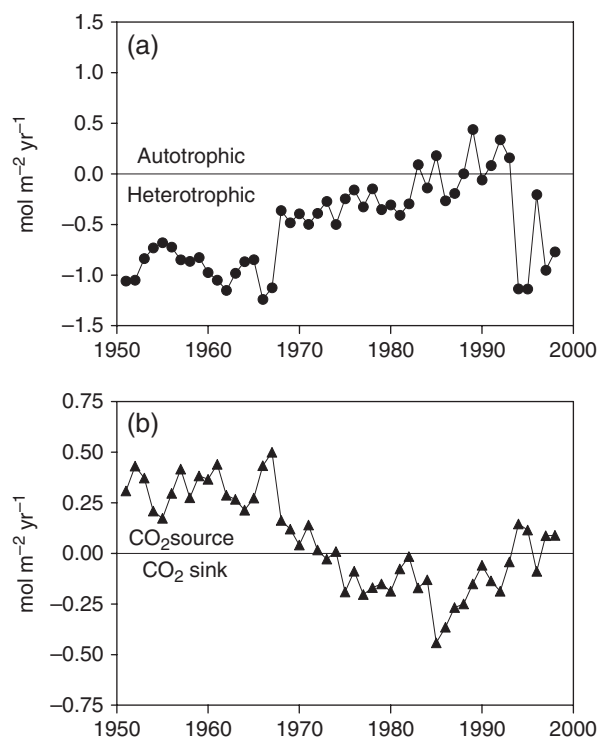 (a)
1.5
1.0
0.5
0.0
−0.5
−1.0
−1.5
mol m−2 yr−1
Autotrophic
Heterotrophic
1950 1960 1970 1980 1990 2000
(b)
0.75
0.50
0.25
0.00
−0.25
−0.50
−0.75
mol m−2 yr−1
CO2source
CO2 sink
1950 1960 1970 1980 1990 2000